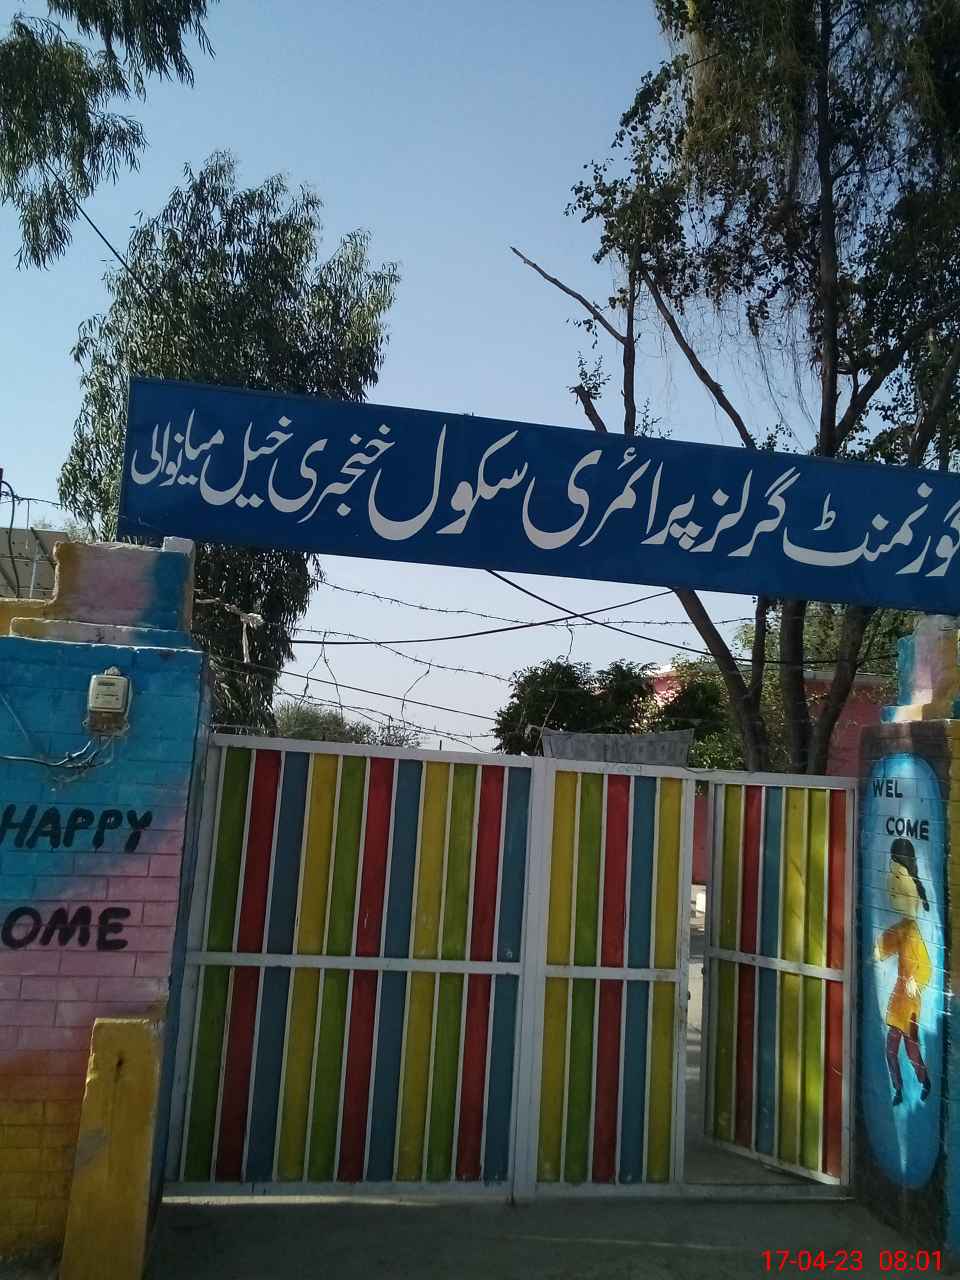 گورنمنٹ گرلز پرائمری سکول خنجری خیل میانوالی
HAPPY
OME
WEL
COME
17-04-23 08:01